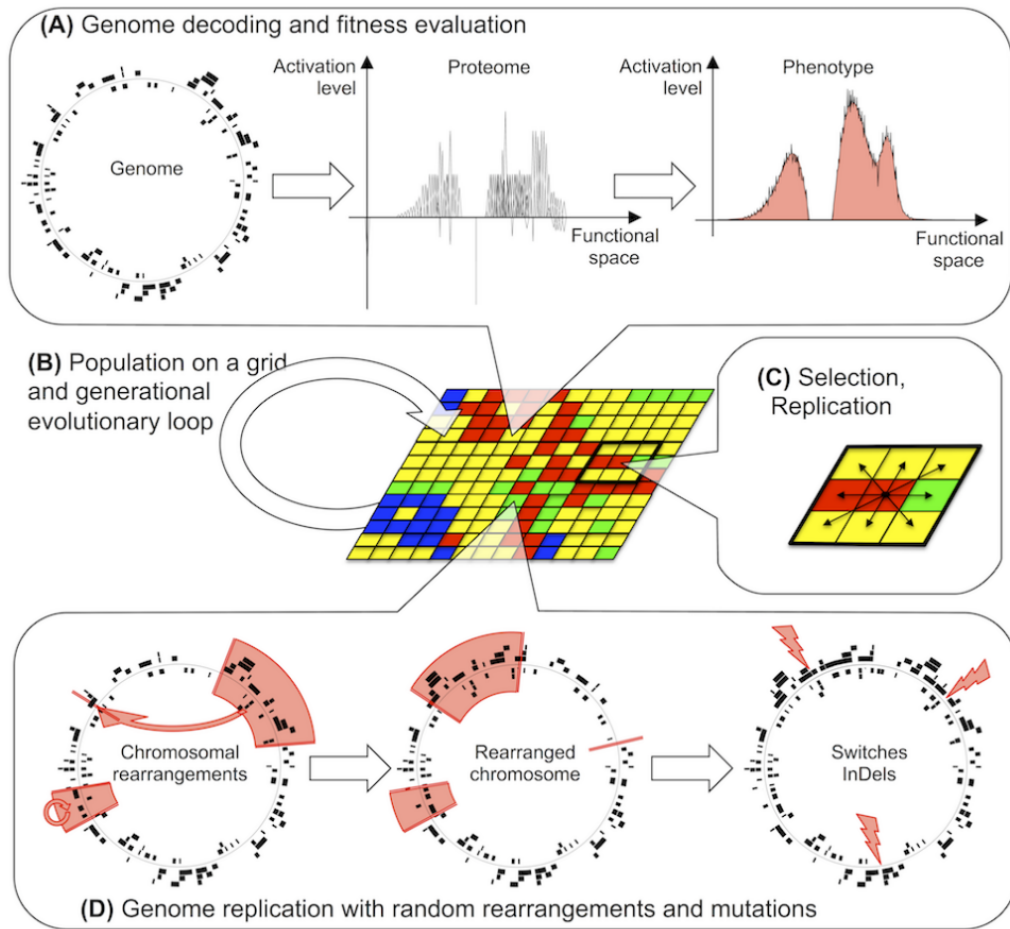 (A) Genome decoding and fitness evaluation
Genome
Activation
level
Proteome
Functional
space
Activation
level
Phenotype
Functional
space
(B) Population on a grid
and generational
evolutionary loop
(C) Selection,
Replication
Chromosomal
rearrangements
Rearranged
chromosome
Switches
InDels
(D) Genome replication with random rearrangements and mutations